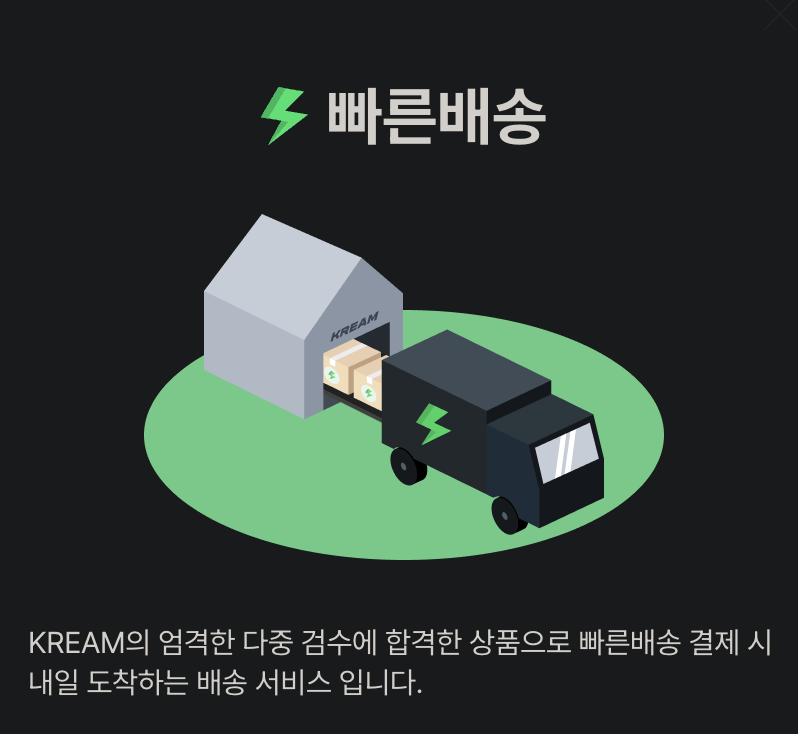 빠른배송
KREAM
KREAM의 엄격한 다중 검수에 합격한 상품으로 빠른배송 결제 시
내일 도착하는 배송 서비스 입니다.